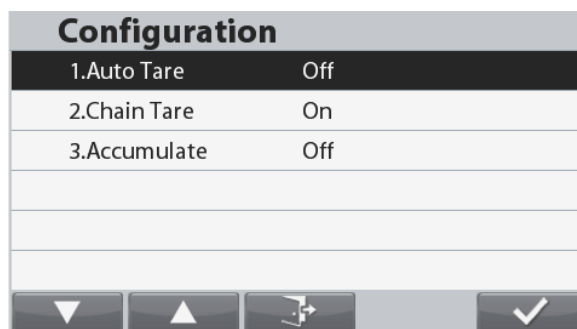 Configuration
1.Auto Tare Off
2.Chain Tare On
3.Accumulate Off